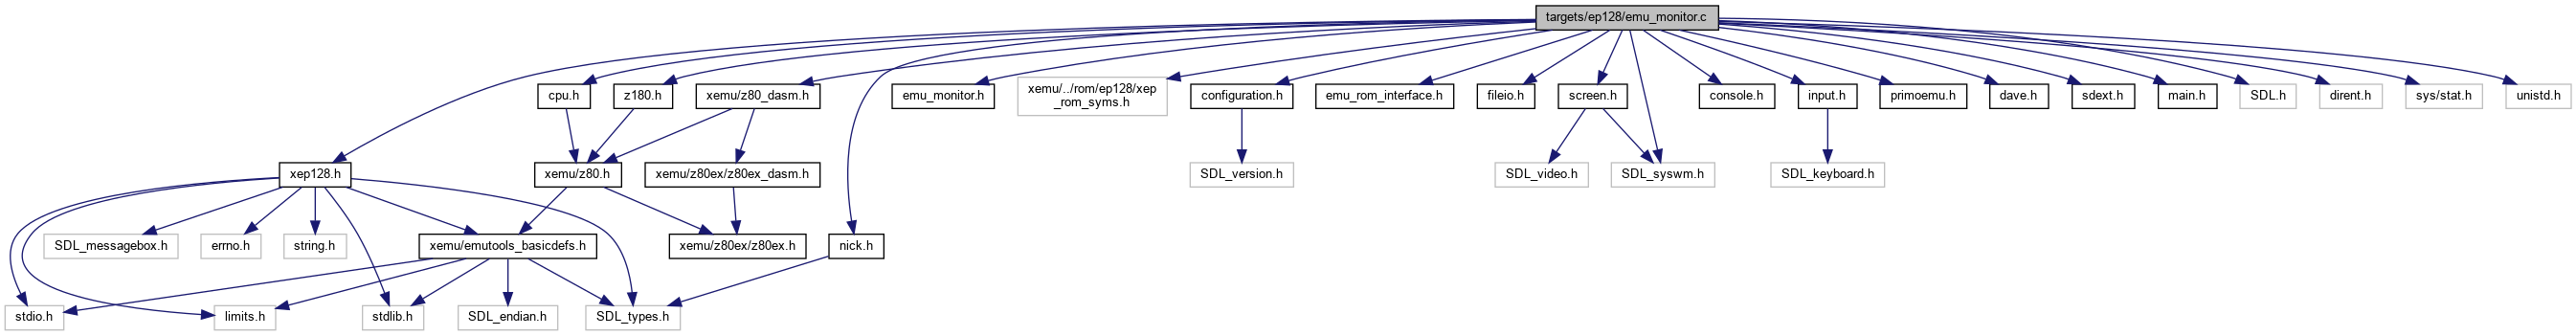 targets/ep128/emu_monitor.c
cpu.h
z180.h
xemu/z80_dasm.h
emu_monitor.h
xemu/../rom/ep128/xep
_rom_syms.h
configuration.h
emu_rom_interface.h
fileio.h
screen.h
console.h
input.h
primoemu.h
dave.h
sdext.h
main.h
SDL.h
dirent.h
sys/stat.h
unistd.h
xep128.h
xemu/z80.h
xemu/z80ex/z80ex_dasm.h
SDL_version.h
SDL_video.h
SDL_syswm.h
SDL_keyboard.h
SDL_messagebox.h
errno.h
string.h
xemu/emutools_basicdefs.h
xemu/z80ex/z80ex.h
nick.h
stdio.h
limits.h
stdlib.h
SDL_endian.h
SDL_types.h